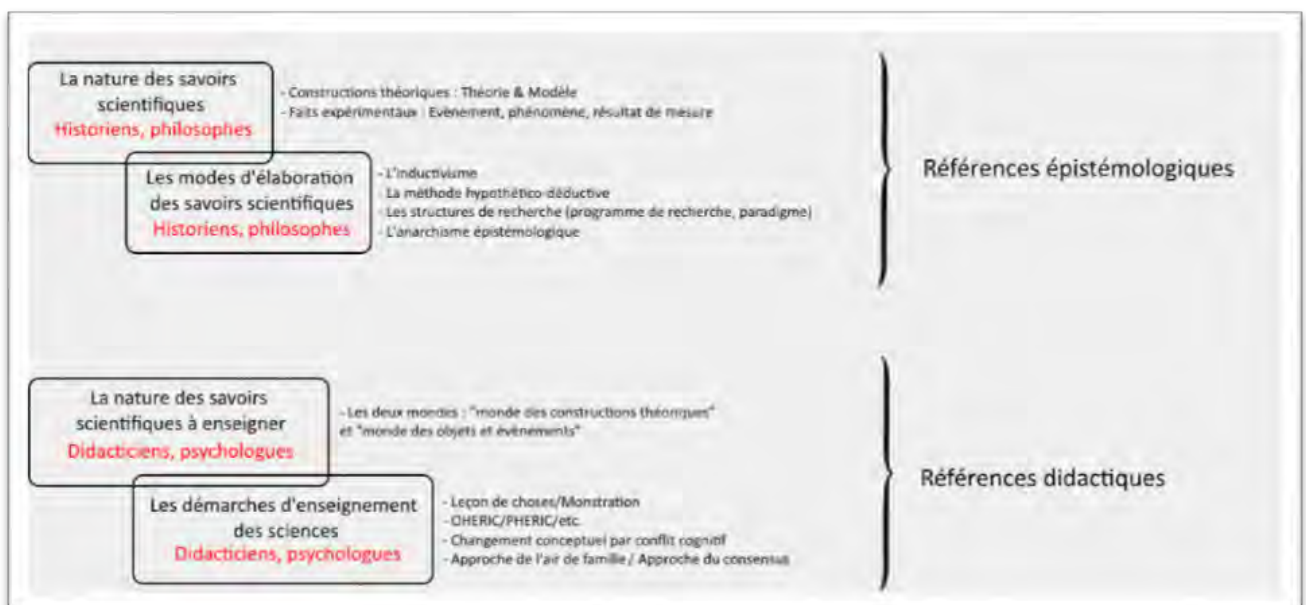 La nature des savoirs
scientifiques
Historiens, philosophes
- Constructions théoriques : Théorie & Modèle
- Faits expérimentaux : Evènement, phénomène, résultat de mesure
Les modes d'élaboration
des savoirs scientifiques
Historiens, philosophes
- L'inductivisme
- La méthode hypothético-déductive
- Les structures de recherche (programme de recherche, paradigme)
- L'anarchisme épistémologique
Références épistémologiques
La nature des savoirs
scientifiques à enseigner
Didacticiens, psychologues
- Les deux mondes : "monde des constructions théoriques"
et "monde des objets et évènements"
Les démarches d'enseignement
des sciences
Didacticiens, psychologues
- Leçon de choses/Monstration
- OHERIC/PHERIC/etc.
- Changement conceptuel par conflit cognitif
- Approche de l'air de famille / Approche du consensus
Références didactiques